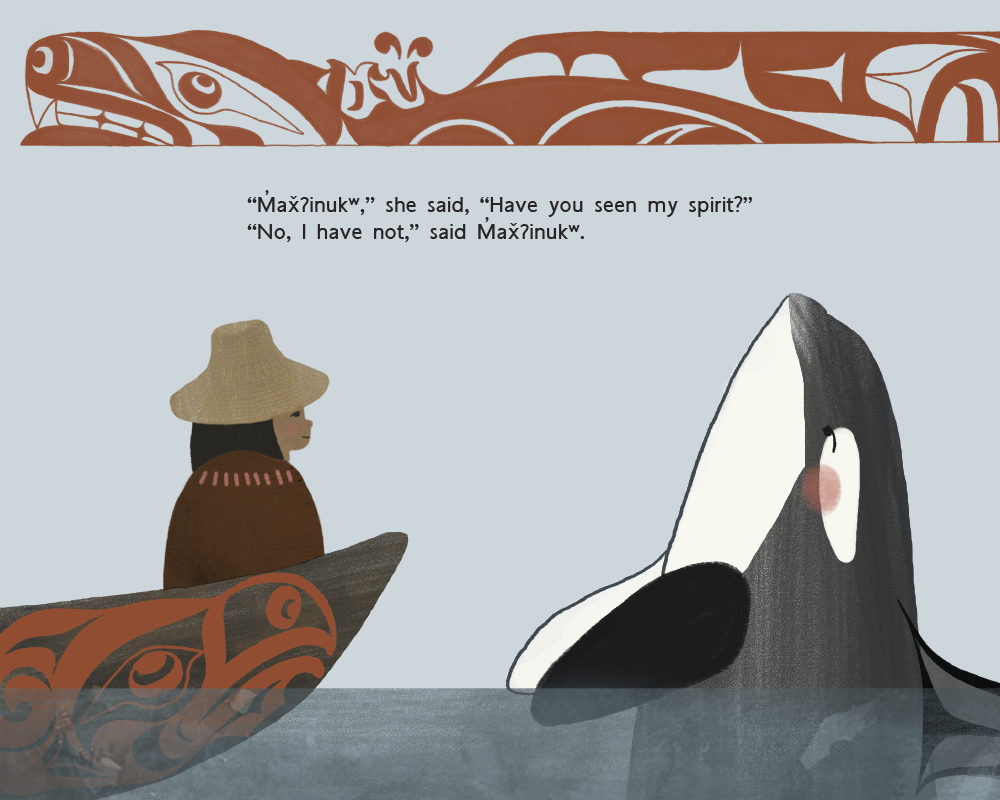 “M̓ax̌ʔinukʷ,” she said, “Have you seen my spirit?”
“No, I have not,” said M̓ax̌ʔinukʷ.